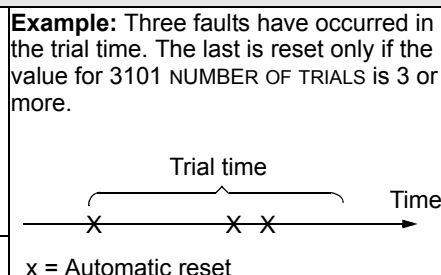 Example: Three faults have occurred in
the trial time. The last is reset only if the
value for 3101 NUMBER OF TRIALS is 3 or
more.
Trial time
Time
x x x
x = Automatic reset